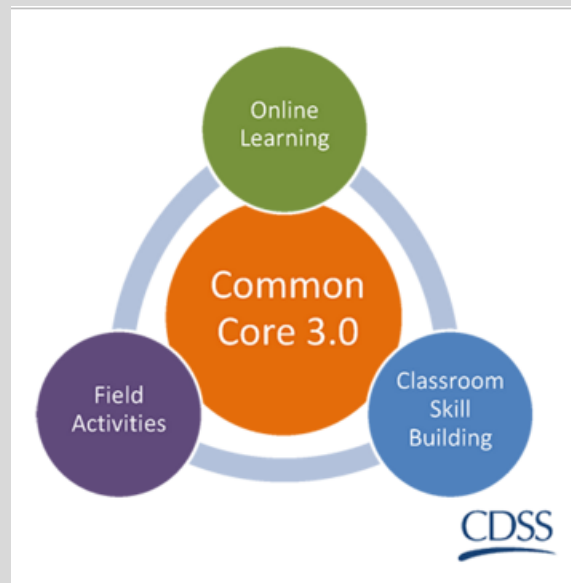 Online
Learning
Common
Core 3.0
Field
Activities
Classroom
Skill
Building
CDSS